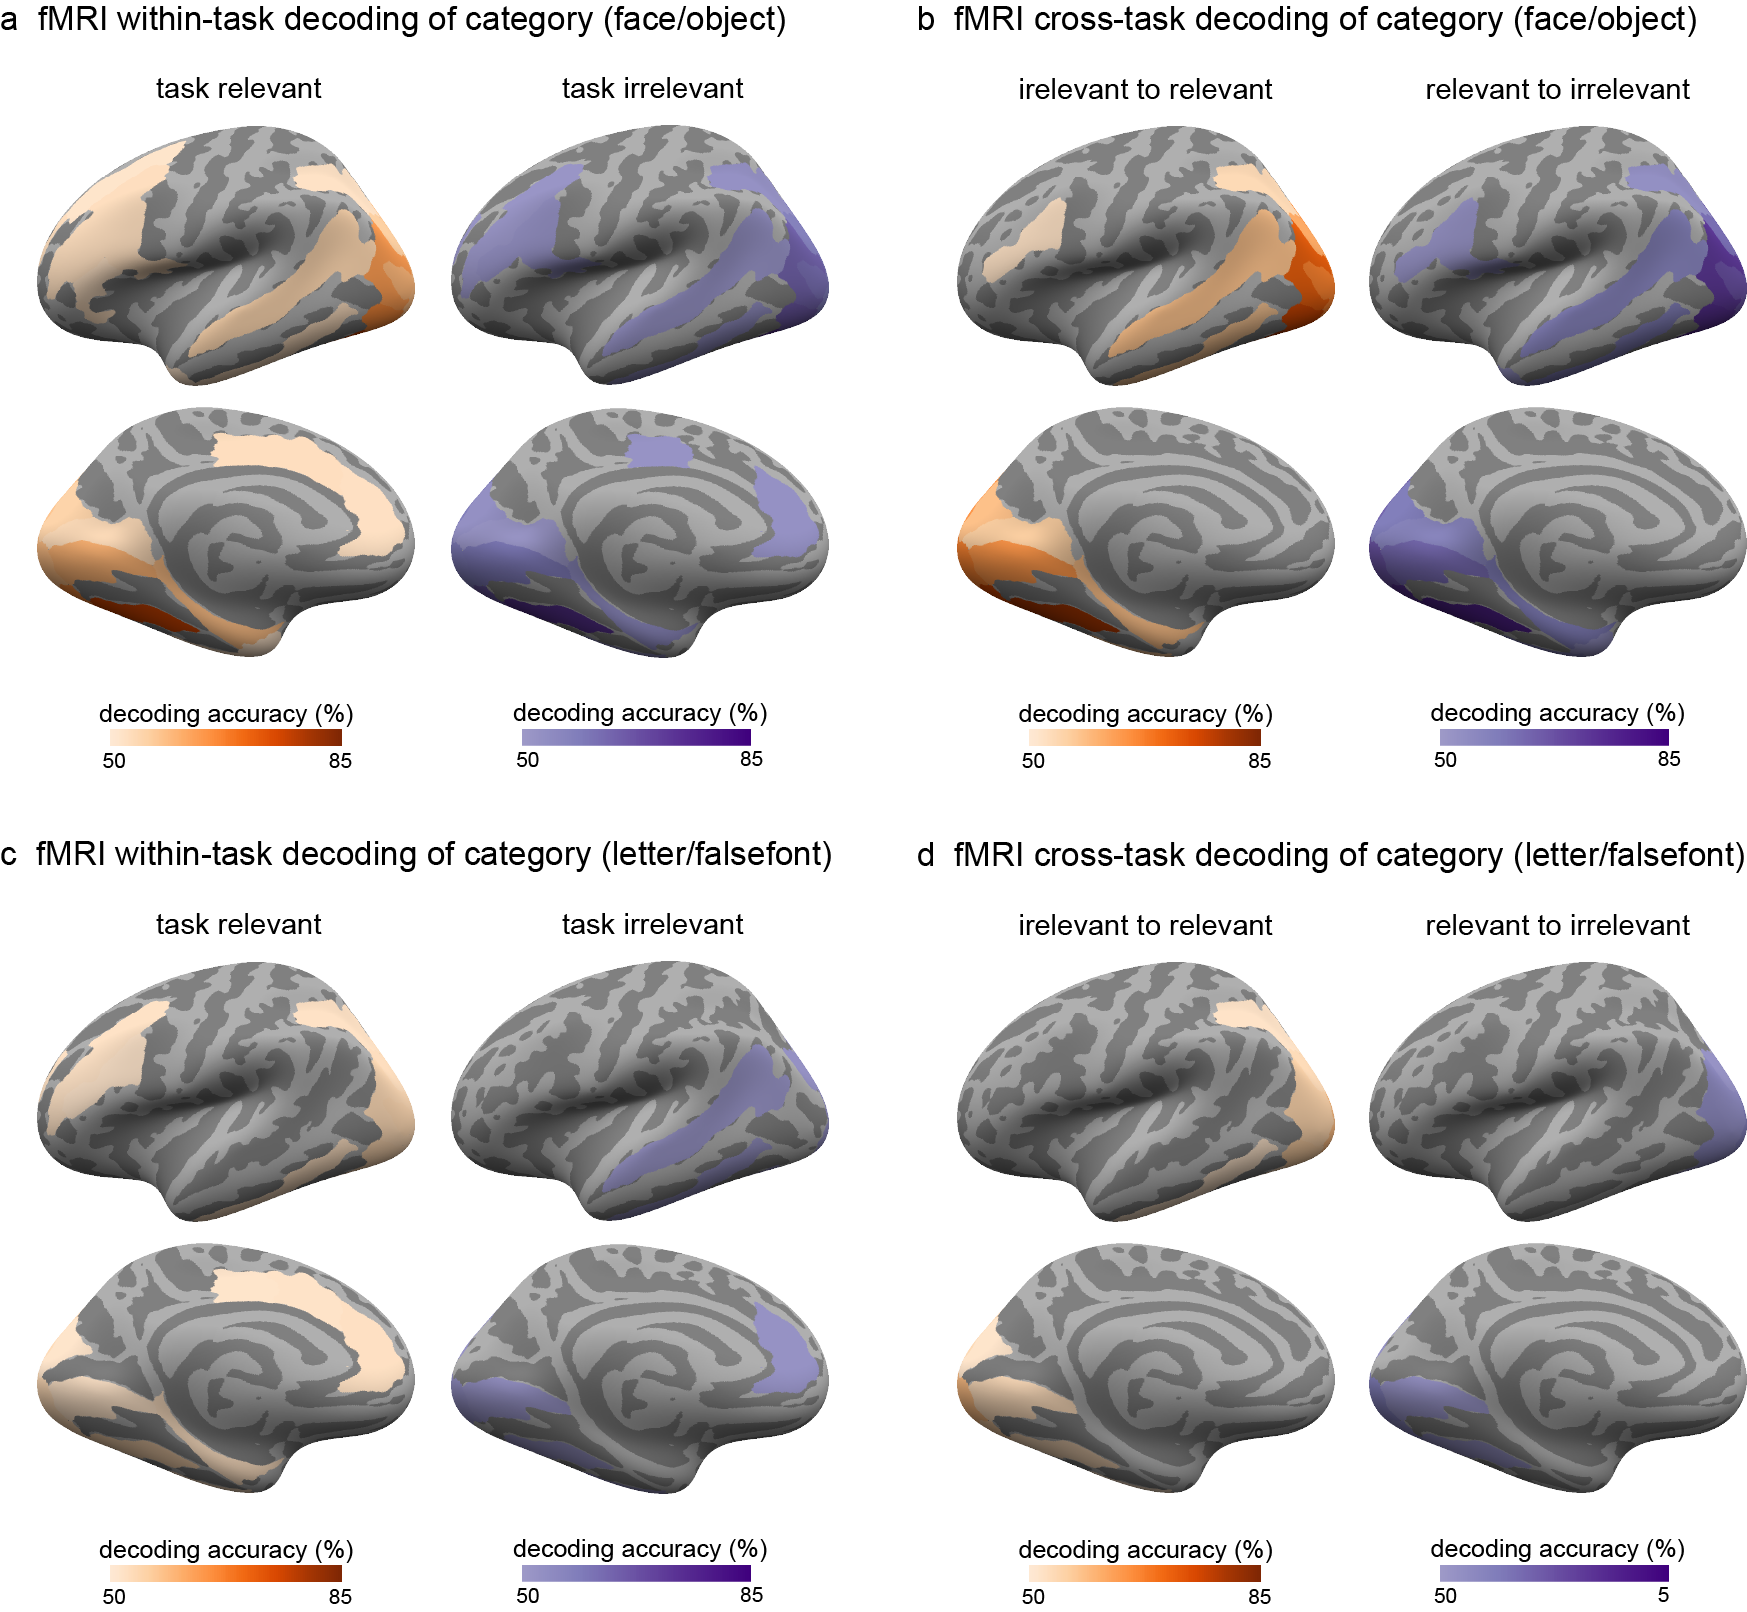 a fMRI within-task decoding of category (face/object)
task relevant
task irrelevant
decoding accuracy (%)
50 85
decoding accuracy (%)
50 85
b fMRI cross-task decoding of category (face/object)
irelevant to relevant
relevant to irrelevant
decoding accuracy (%)
50 85
decoding accuracy (%)
50 85
c fMRI within-task decoding of category (letter/falsefont)
task relevant
task irrelevant
decoding accuracy (%)
50 85
decoding accuracy (%)
50 85
d fMRI cross-task decoding of category (letter/falsefont)
irelevant to relevant
relevant to irrelevant
decoding accuracy (%)
50 85
decoding accuracy (%)
50 5